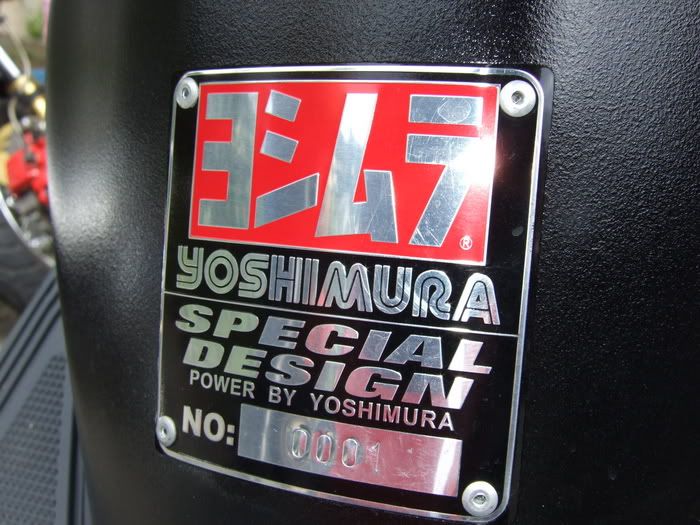 ヨシムラ
®
YOSHIMURA
SPECIAL
DESIGN
POWER BY YOSHIMURA
NO: 0001